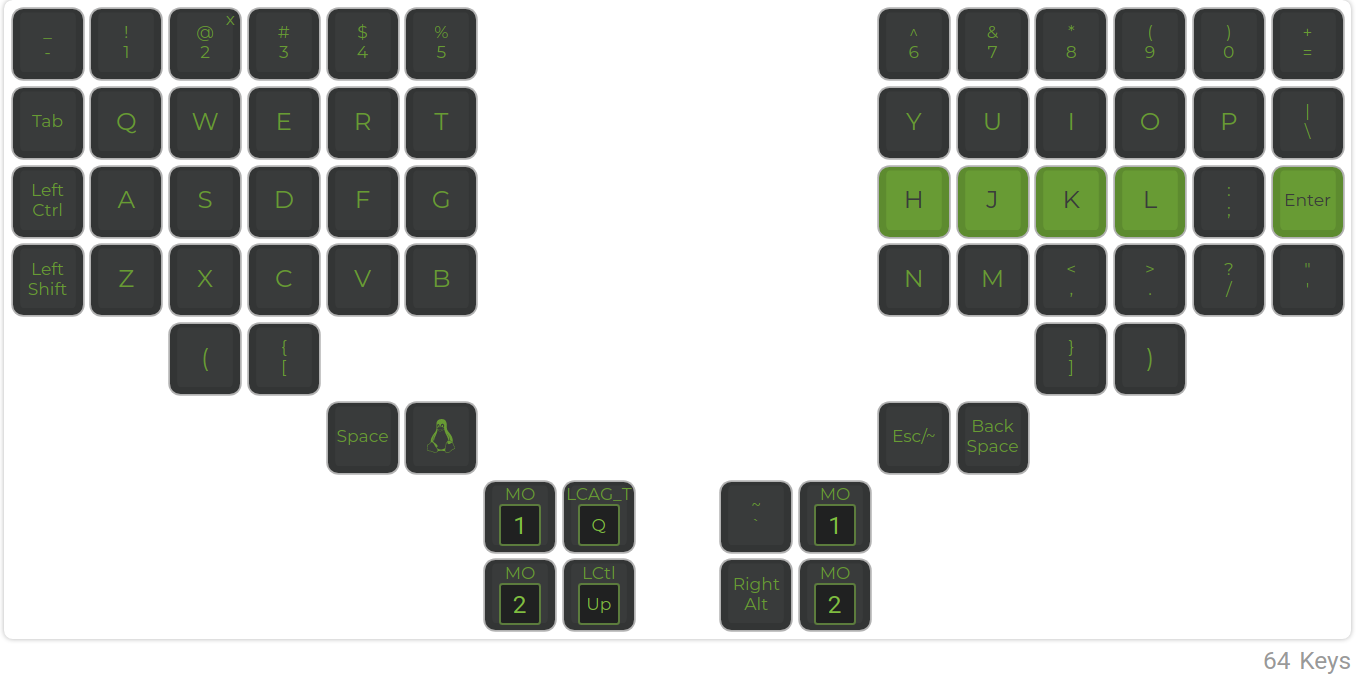 _ ! @ x # $ % ^ & * ( ) +
- 1 2 3 4 5 6 7 8 9 0 =
Tab Q W E R T Y U I O P | \
Left Ctrl A S D F G H J K L : ; Enter
Left Shift Z X C V B N M < , > . ? / " '
( { [ } ] )
Space Esc/~ Back Space
MO LCAG_T ~ MO
1 Q ` 1
MO LCtl Right Alt MO
2 Up 2
64 Keys